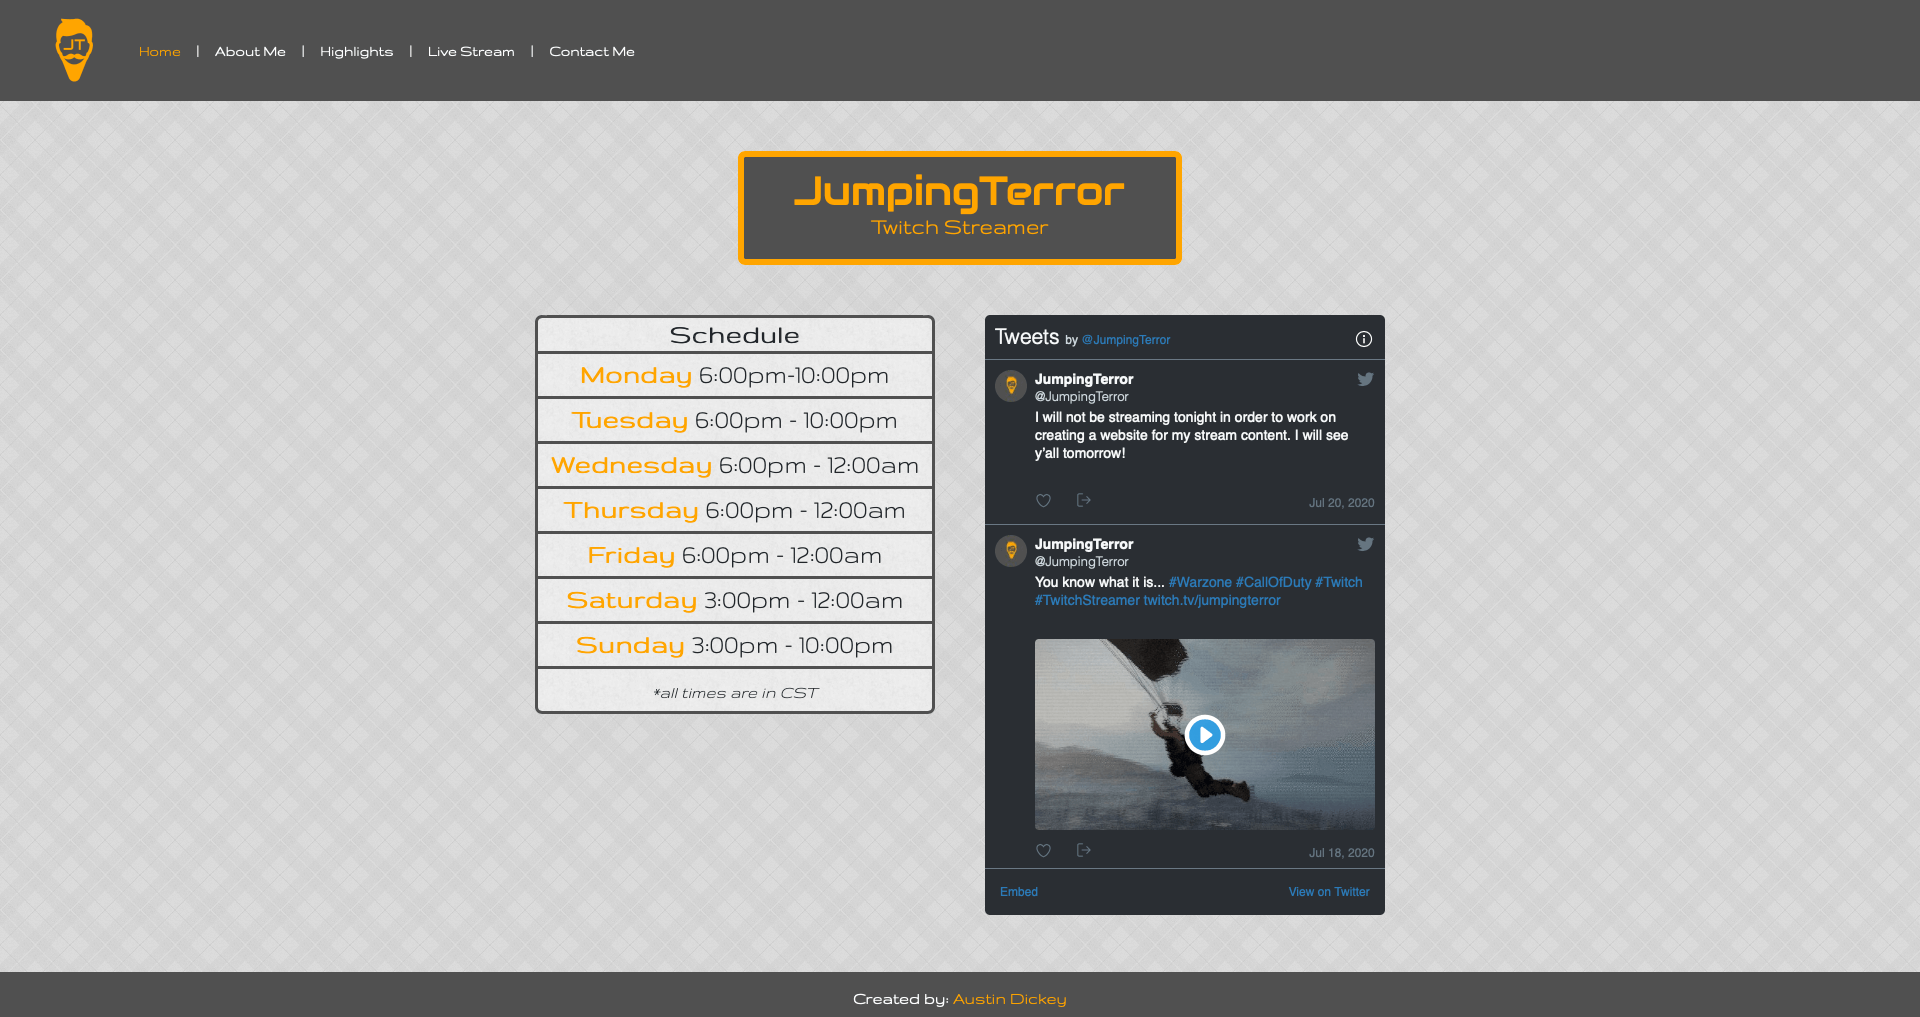 JT
Home | About Me | Highlights | Live Stream | Contact Me
JumpingTerror
Twitch Streamer
Schedule
Monday 6:00pm-10:00pm
Tuesday 6:00pm - 10:00pm
Wednesday 6:00pm - 12:00am
Thursday 6:00pm - 12:00am
Friday 6:00pm - 12:00am
Saturday 3:00pm - 12:00am
Sunday 3:00pm - 10:00pm
*all times are in CST
Tweets by @JumpingTerror
JumpingTerror
@JumpingTerror
I will not be streaming tonight in order to work on
creating a website for my stream content. I will see
y'all tomorrow!
Jul 20, 2020
JumpingTerror
@JumpingTerror
You know what it is... #Warzone #CallOfDuty #Twitch
#TwitchStreamer twitch.tv/jumpingterror
Jul 18, 2020
Embed View on Twitter
Created by: Austin Dickey